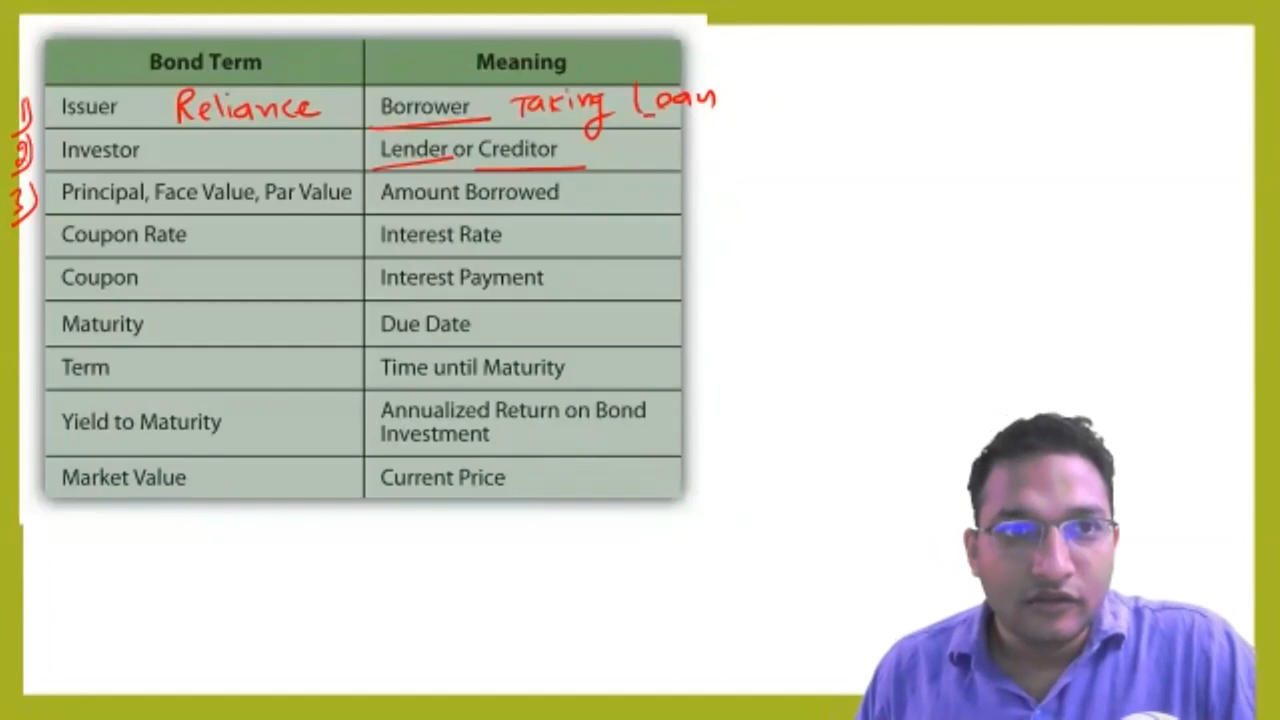 Bond Term Meaning
1) Issuer Reliance Borrower Taking Loan
2) Investor Lender or Creditor
3) Principal, Face Value, Par Value Amount Borrowed
Coupon Rate Interest Rate
Coupon Interest Payment
Maturity Due Date
Term Time until Maturity
Yield to Maturity Annualized Return on Bond
Investment
Market Value Current Price